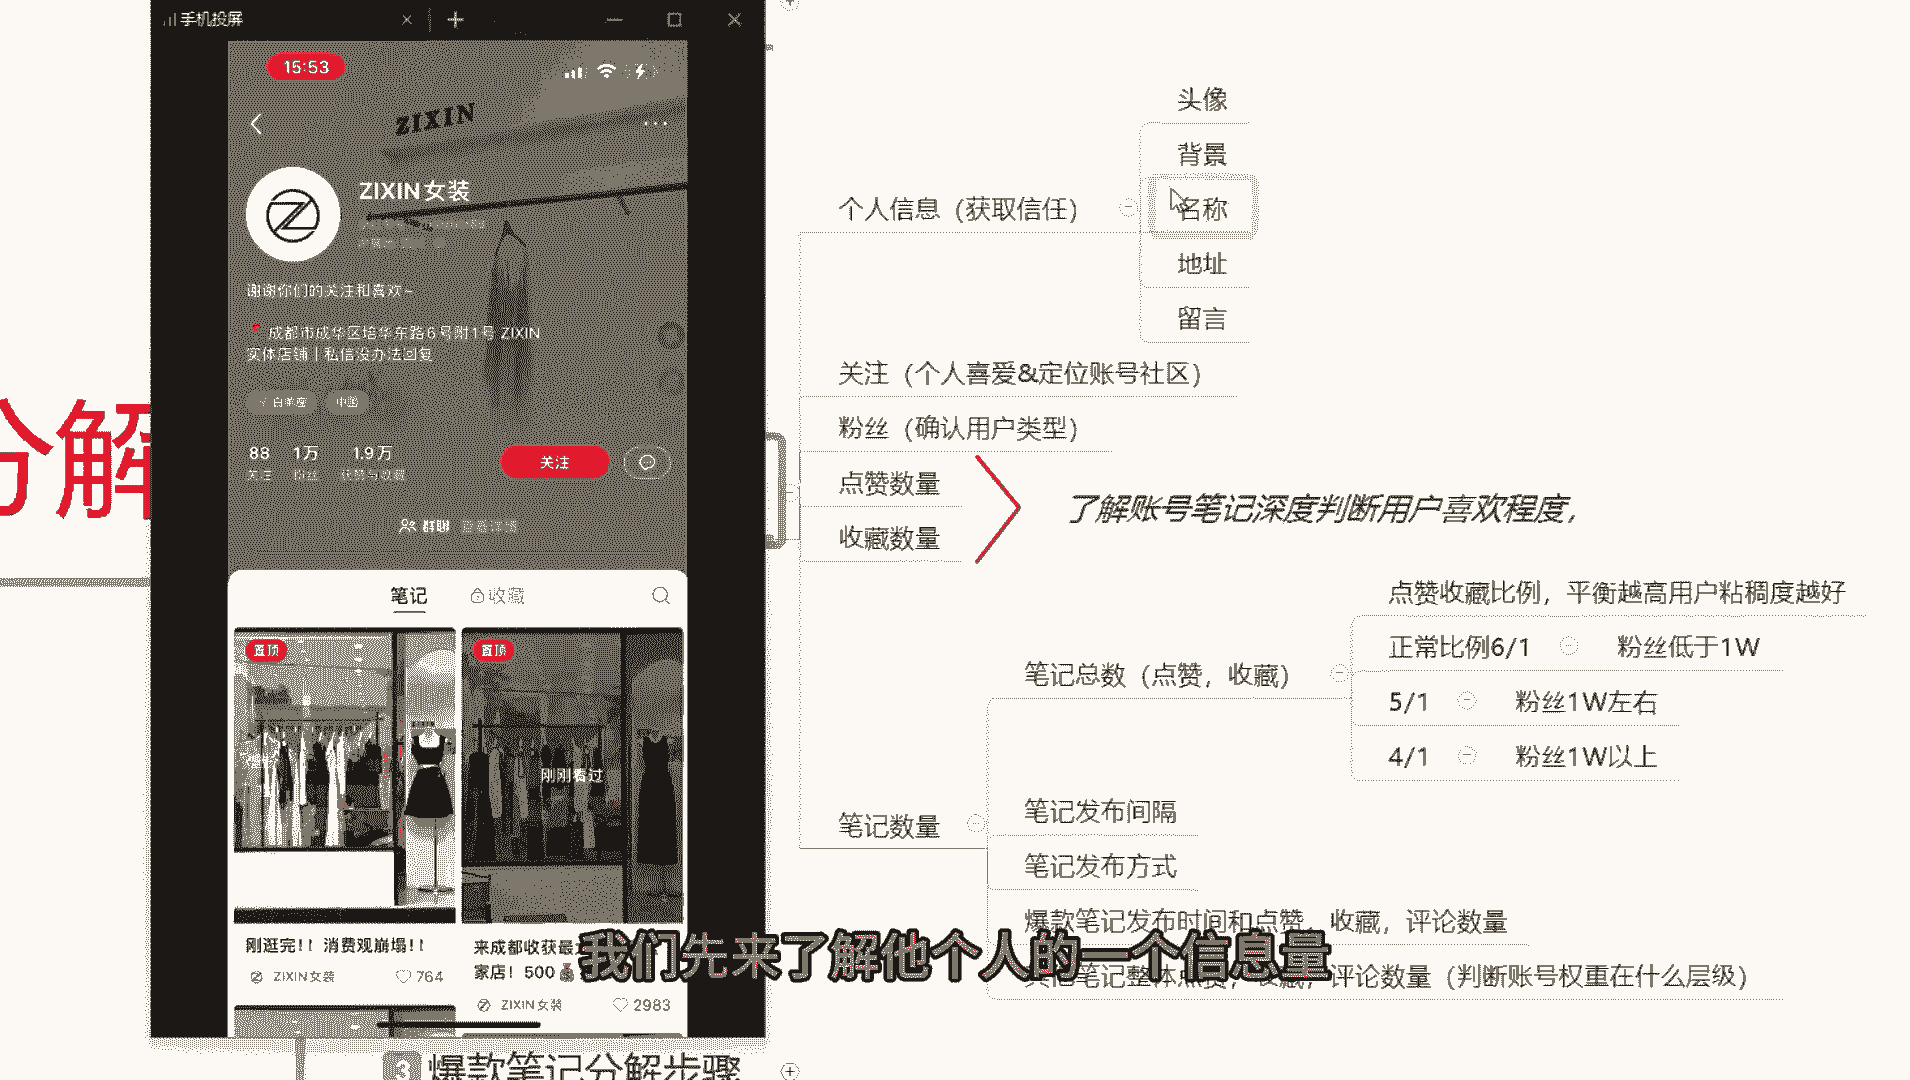 手机投屏
15:53
ZIXIN
ZIXIN女装
谢谢你们的关注和喜欢~
成都市成华区培华东路6号附1号 ZIXIN
实体店铺丨私信没办法回复
白羊座
中国
88
1万
1.9万
关注
粉丝
获赞与收藏
关注
群聊 查看详情
笔记
收藏
置顶
置顶
刚刚看过
刚逛完!! 消费观崩塌!!
ZIXIN女装
764
来成都收获最
家店! 500
ZIXIN女装
2983
分解
个人信息（获取信任）
头像
背景
名称
地址
留言
关注（个人喜爱&定位账号社区）
粉丝（确认用户类型）
点赞数量
收藏数量
了解账号笔记深度判断用户喜欢程度，
笔记数量
笔记总数（点赞，收藏）
点赞收藏比例，平衡越高用户粘稠度越好
正常比例6/1
粉丝低于1W
5/1
粉丝1W左右
4/1
粉丝1W以上
笔记发布间隔
笔记发布方式
爆款笔记发布时间和点赞，收藏，评论数量
其他笔记整体点赞，收藏，评论数量（判断账号权重在什么层级）
我们先来了解他个人的一个信息量
3 爆款笔记分解步骤